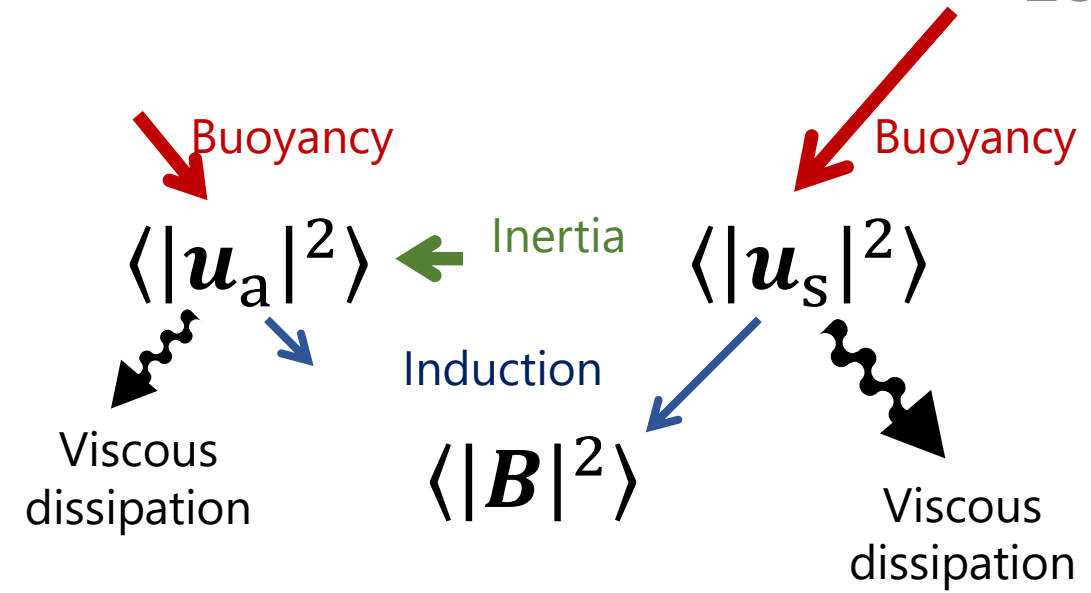 Buoyancy
Buoyancy
⟨|𝒖ₐ|²⟩
Inertia
⟨|𝒖ₛ|²⟩
Induction
Viscous
dissipation
⟨|𝑩|²⟩
Viscous
dissipation